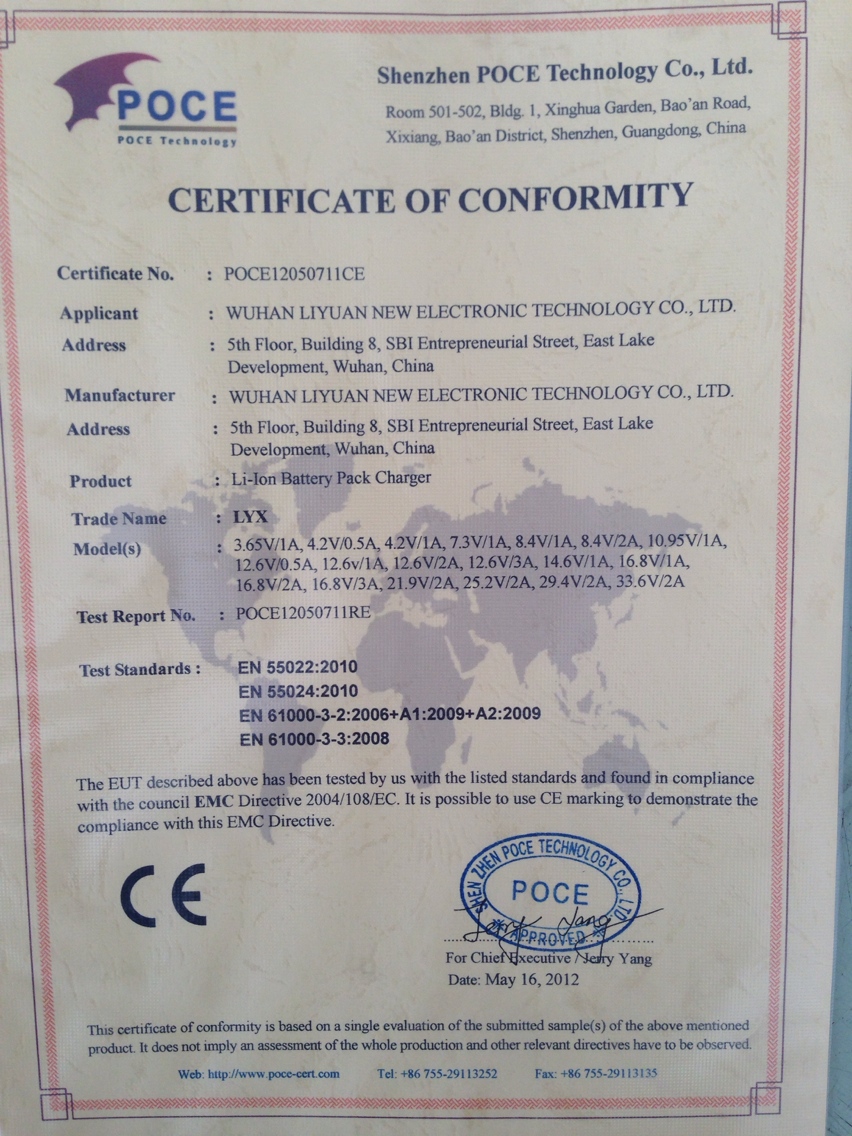 POCE
POCE Technology
Shenzhen POCE Technology Co., Ltd.
Room 501-502, Bldg. 1, Xinghua Garden, Bao'an Road,
Xixiang, Bao'an District, Shenzhen, Guangdong, China
CERTIFICATE OF CONFORMITY
Certificate No. : POCE12050711CE
Applicant : WUHAN LIYUAN NEW ELECTRONIC TECHNOLOGY CO., LTD.
Address : 5th Floor, Building 8, SBI Entrepreneurial Street, East Lake
Development, Wuhan, China
Manufacturer : WUHAN LIYUAN NEW ELECTRONIC TECHNOLOGY CO., LTD.
Address : 5th Floor, Building 8, SBI Entrepreneurial Street, East Lake
Development, Wuhan, China
Product : Li-Ion Battery Pack Charger
Trade Name : LYX
Model(s) : 3.65V/1A, 4.2V/0.5A, 4.2V/1A, 7.3V/1A, 8.4V/1A, 8.4V/2A, 10.95V/1A,
12.6V/0.5A, 12.6v/1A, 12.6V/2A, 12.6V/3A, 14.6V/1A, 16.8V/1A,
16.8V/2A, 16.8V/3A, 21.9V/2A, 25.2V/2A, 29.4V/2A, 33.6V/2A
Test Report No. : POCE12050711RE
Test Standards : EN 55022:2010
EN 55024:2010
EN 61000-3-2:2006+A1:2009+A2:2009
EN 61000-3-3:2008
The EUT described above has been tested by us with the listed standards and found in compliance
with the council EMC Directive 2004/108/EC. It is possible to use CE marking to demonstrate the
compliance with this EMC Directive.
CE
SHEN ZHEN POCE TECHNOLOGY CO., LTD.
POCE
APPROVED
Jerry Yang
For Chief Executive / Jerry Yang
Date: May 16, 2012
This certificate of conformity is based on a single evaluation of the submitted sample(s) of the above mentioned
product. It does not imply an assessment of the whole production and other relevant directives have to be observed.
Web: http://www.poce-cert.com Tel: +86 755-29113252 Fax: +86 755-29113135